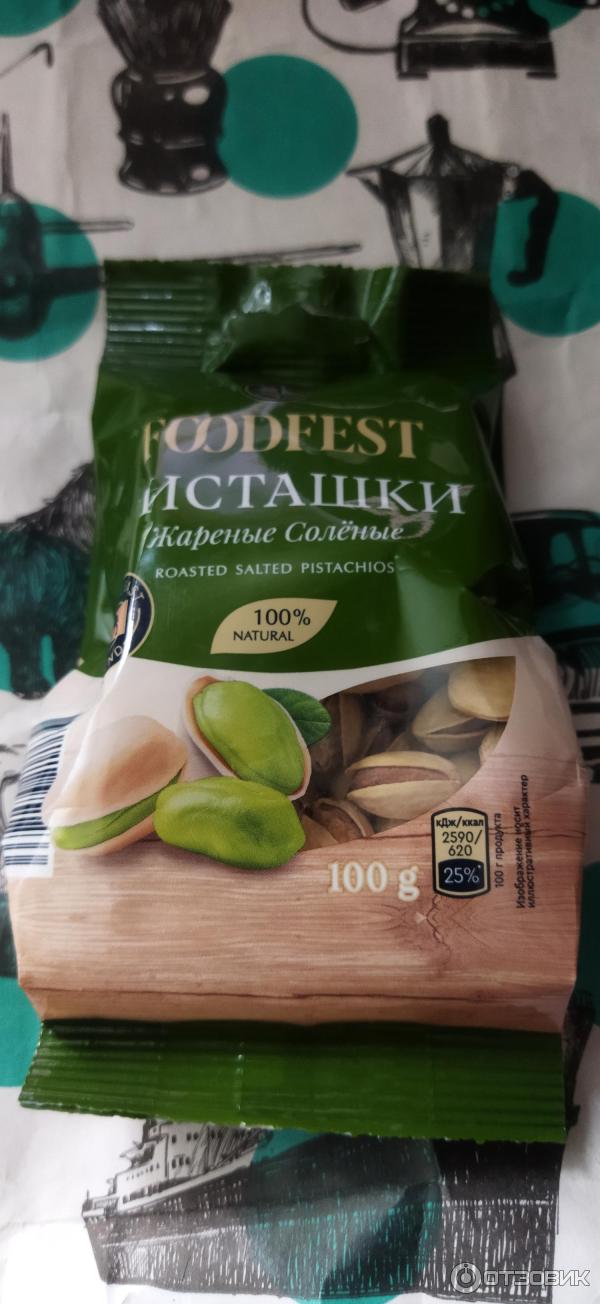 FOODFEST
ИСТАШКИ
Жареные Солёные
ROASTED SALTED PISTACHIOS
100%
NATURAL
100 g
кДж/ккал
2590/
620
25%*
100 г продукта
Изображение носит
иллюстративный характер
ОТЗОВИК